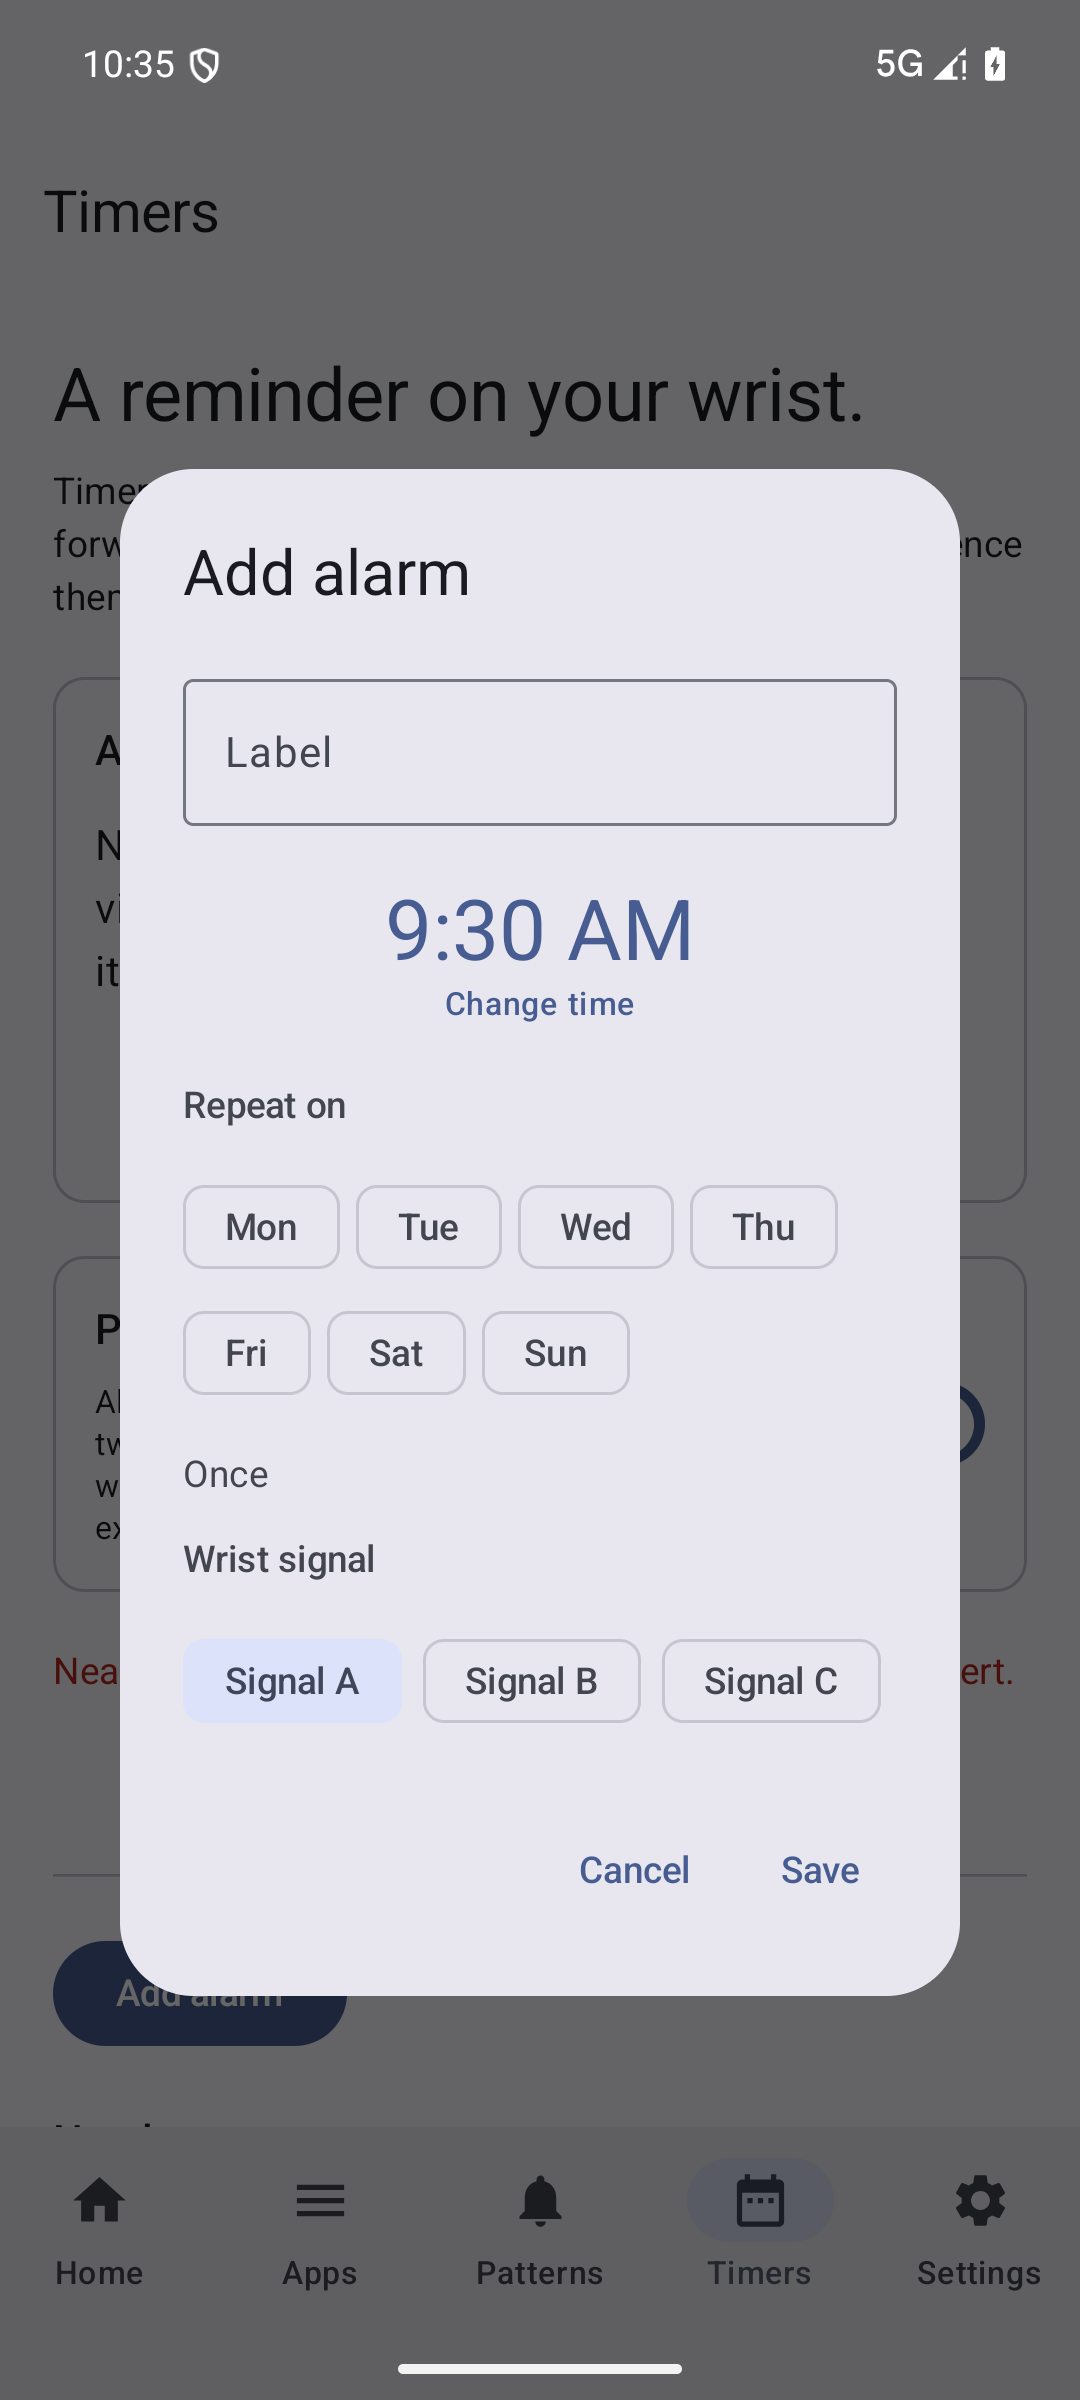 10:35
5G
Timers
A reminder on your wrist.
Add alarm
Label
9:30 AM
Change time
Repeat on
Mon Tue Wed Thu
Fri Sat Sun
Once
Wrist signal
Signal A Signal B Signal C
Cancel Save
Add alarm
Home Apps Patterns Timers Settings